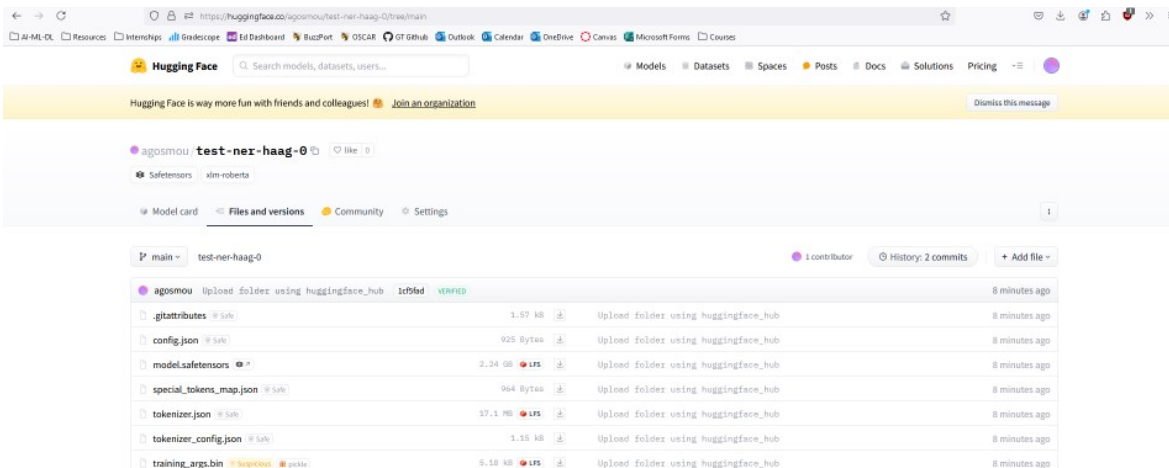 https://huggingface.co/agosmou/test-ner-haag-0/tree/main
AI-ML-DL Resources Internships Gradescope Ed Dashboard BuzzPort OSCAR GT Github Outlook Calendar OneDrive Canvas Microsoft Forms Courses
Hugging Face Search models, datasets, users... Models Datasets Spaces Posts Docs Solutions Pricing
Hugging Face is way more fun with friends and colleagues! 🤗 Join an organization Dismiss this message
agosmou/test-ner-haag-0 like 0
Safetensors xlm-roberta
Model card Files and versions Community Settings
main test-ner-haag-0 1 contributor History: 2 commits + Add file
agosmou Upload folder using huggingface_hub 1cf5fad VERIFIED 8 minutes ago
.gitattributes Safe 1.57 kB Upload folder using huggingface_hub 8 minutes ago
config.json Safe 925 Bytes Upload folder using huggingface_hub 8 minutes ago
model.safetensors 2.24 GB LFS Upload folder using huggingface_hub 8 minutes ago
special_tokens_map.json Safe 964 Bytes Upload folder using huggingface_hub 8 minutes ago
tokenizer.json Safe 17.1 MB LFS Upload folder using huggingface_hub 8 minutes ago
tokenizer_config.json Safe 1.15 kB Upload folder using huggingface_hub 8 minutes ago
training_args.bin Suspicious pickle 5.18 kB LFS Upload folder using huggingface_hub 8 minutes ago